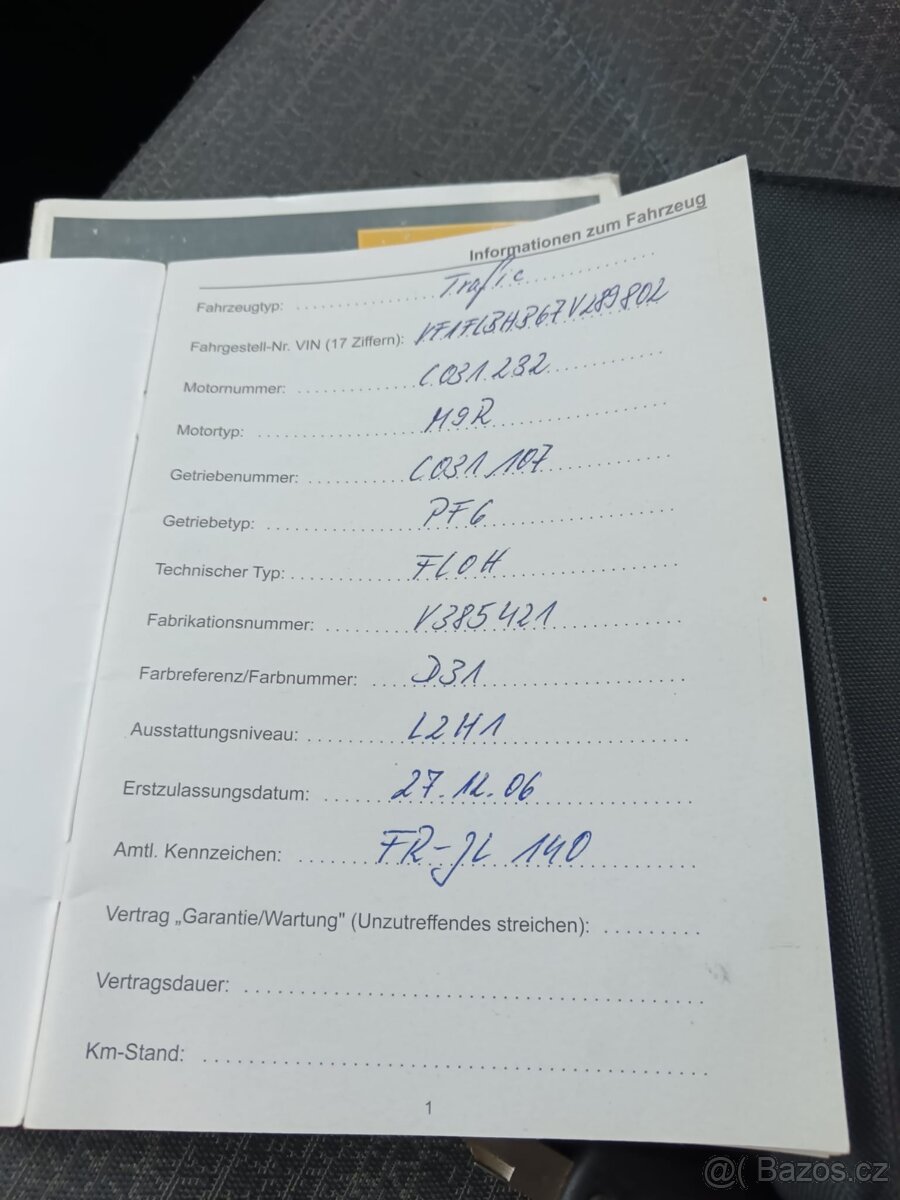 Informationen zum Fahrzeug
Fahrzeugtyp: Traffic
Fahrgestell-Nr. VIN (17 Ziffern): VF1FLBHB67V289802
Motornummer: C031232
Motortyp: M9R
Getriebenummer: C031107
Getriebetyp: PF6
Technischer Typ: FL0H
Fabrikationsnummer: V385421
Farbreferenz/Farbnummer: D31
Ausstattungsniveau: L2H1
Erstzulassungsdatum: 27.12.06
Amtl. Kennzeichen: FR-JL 140
Vertrag „Garantie/Wartung" (Unzutreffendes streichen):
Vertragsdauer:
Km-Stand:
1
@( Bazos.cz